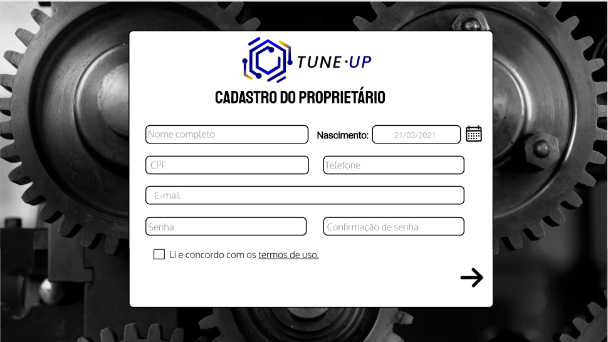 TUNE·UP
CADASTRO DO PROPRIETÁRIO
Nome completo Nascimento: 21/03/2021
CPF Telefone
E-mail
Senha Confirmação de senha
Li e concordo com os termos de uso.